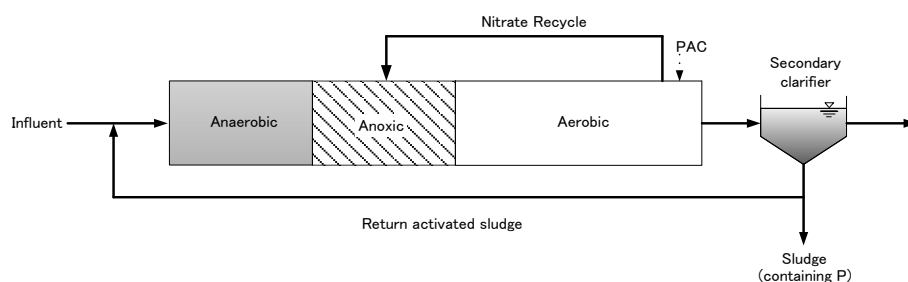 Nitrate Recycle
PAC
Secondary
clarifier
Influent
Anaerobic
Anoxic
Aerobic
Return activated sludge
Sludge
(containing P)